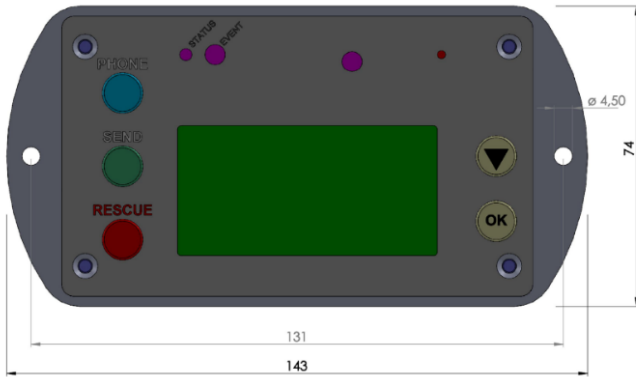 STATUS
EVENT
PHONE
SEND
RESCUE
OK
ø 4,50
74
131
143